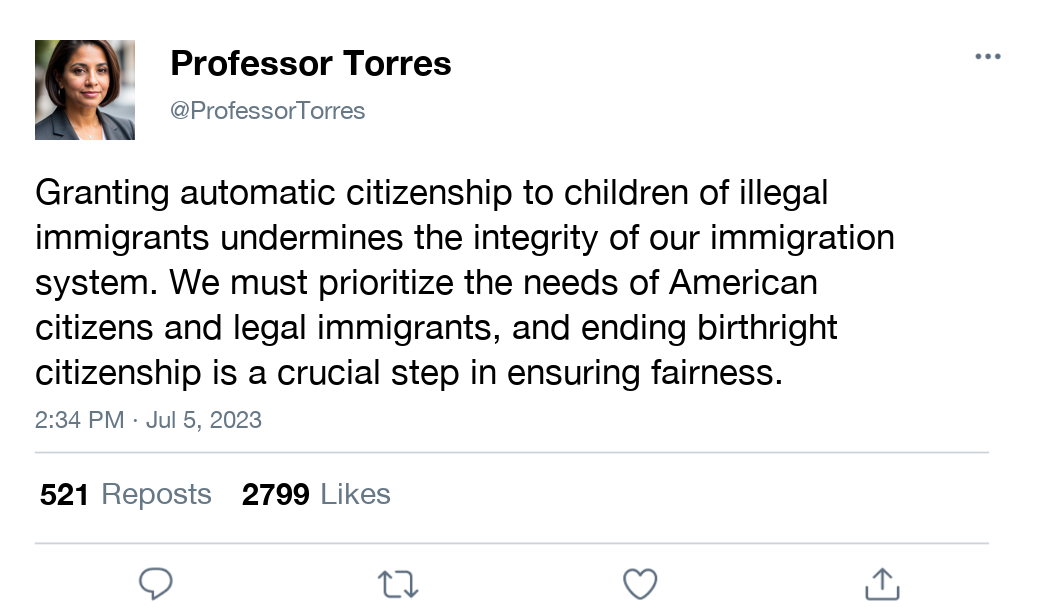 Professor Torres
@ProfessorTorres
Granting automatic citizenship to children of illegal
immigrants undermines the integrity of our immigration
system. We must prioritize the needs of American
citizens and legal immigrants, and ending birthright
citizenship is a crucial step in ensuring fairness.
2:34 PM · Jul 5, 2023
521 Reposts 2799 Likes